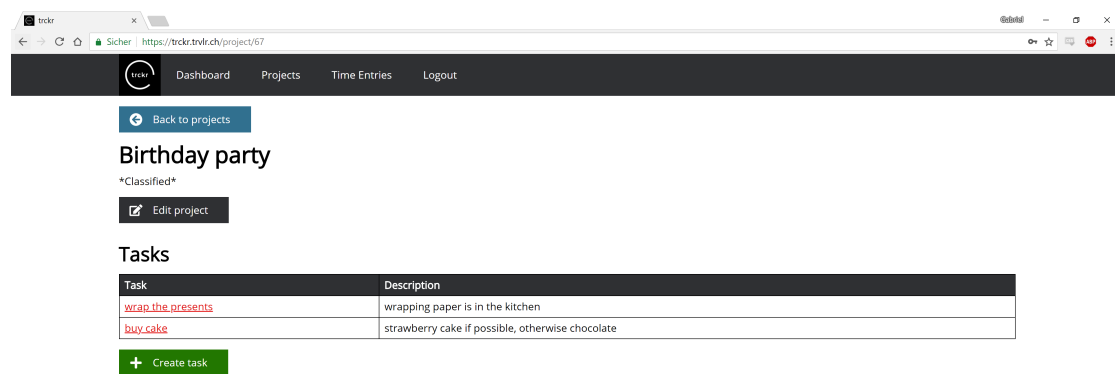 trckr
Gabriel
Sicher https://trckr.trvlr.ch/project/67
ABP
trckr Dashboard Projects Time Entries Logout
Back to projects
Birthday party
*Classified*
Edit project
Tasks
Task Description
wrap the presents wrapping paper is in the kitchen
buy cake strawberry cake if possible, otherwise chocolate
Create task